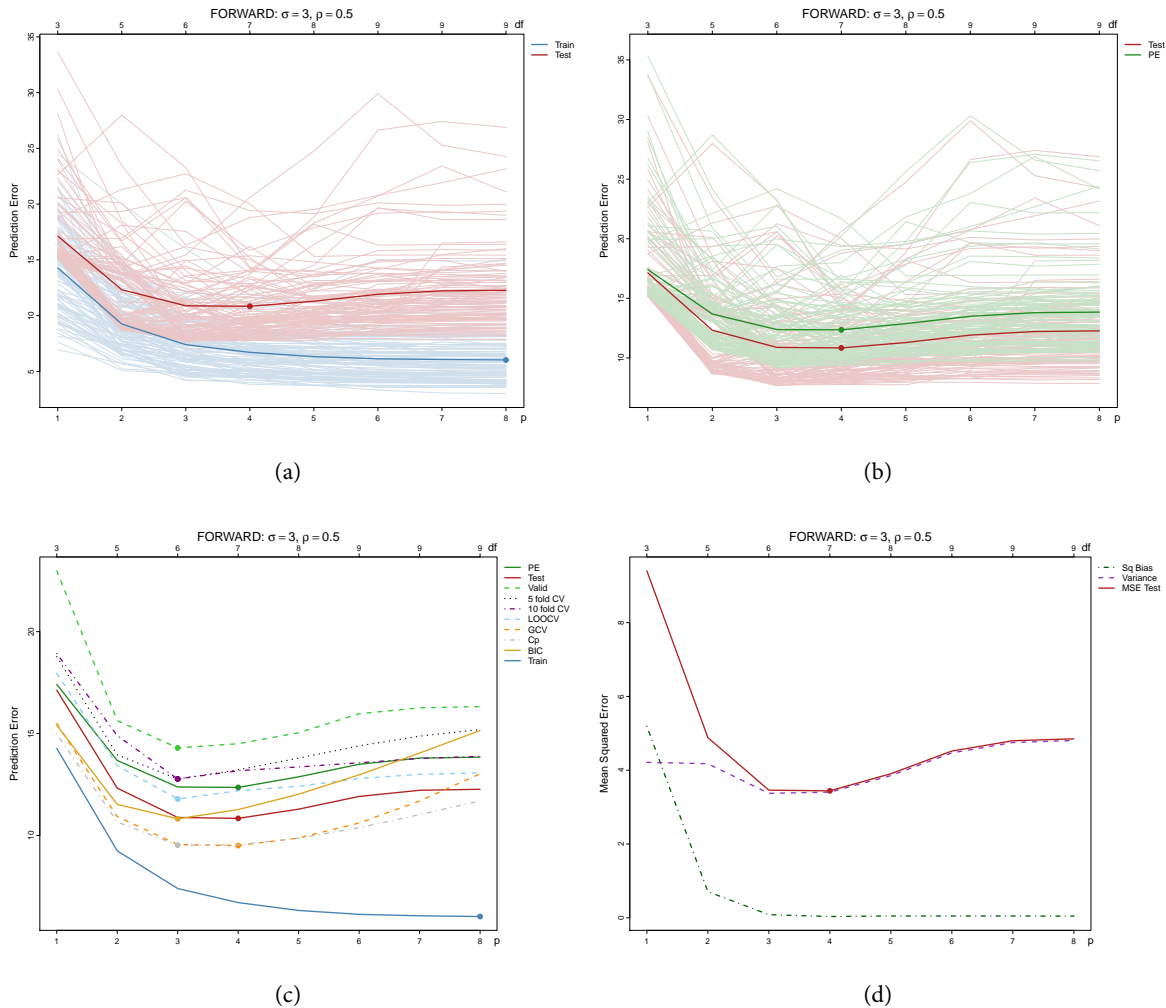 FORWARD: σ = 3, ρ = 0.5
3 5 6 7 8 9 9 9 df
Prediction Error
35
30
25
20
15
10
5
1 2 3 4 5 6 7 8 p
Train
Test
(a)
FORWARD: σ = 3, ρ = 0.5
3 5 6 7 8 9 9 9 df
Prediction Error
35
30
25
20
15
10
1 2 3 4 5 6 7 8 p
Test
PE
(b)
FORWARD: σ = 3, ρ = 0.5
3 5 6 7 8 9 9 9 df
Prediction Error
20
15
10
1 2 3 4 5 6 7 8 p
PE
Test
Valid
5 fold CV
10 fold CV
LOOCV
GCV
Cp
BIC
Train
(c)
FORWARD: σ = 3, ρ = 0.5
3 5 6 7 8 9 9 9 df
Mean Squared Error
8
6
4
2
0
1 2 3 4 5 6 7 8 p
Sq Bias
Variance
MSE Test
(d)